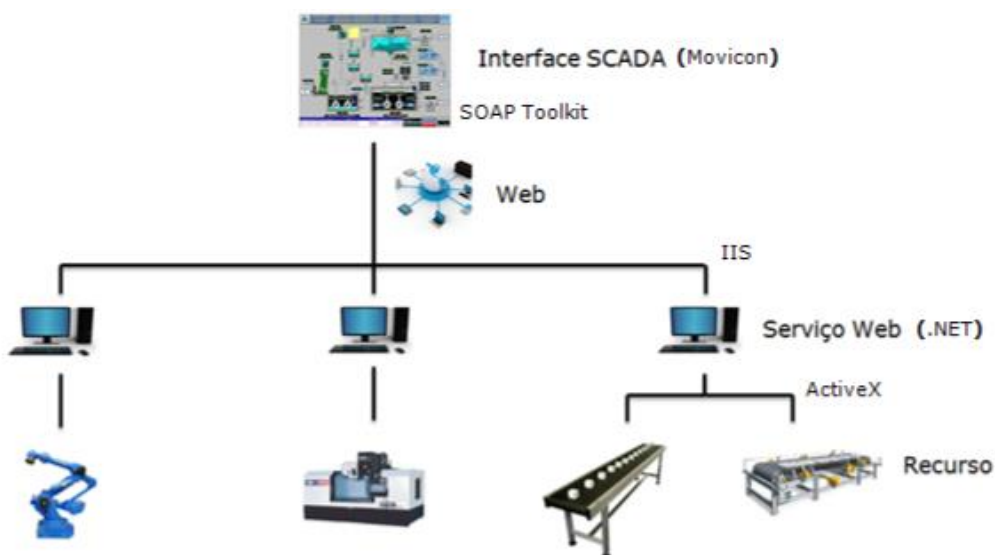 Interface SCADA (Movicon)
SOAP Toolkit
Web
IIS
Serviço Web (.NET)
ActiveX
Recurso